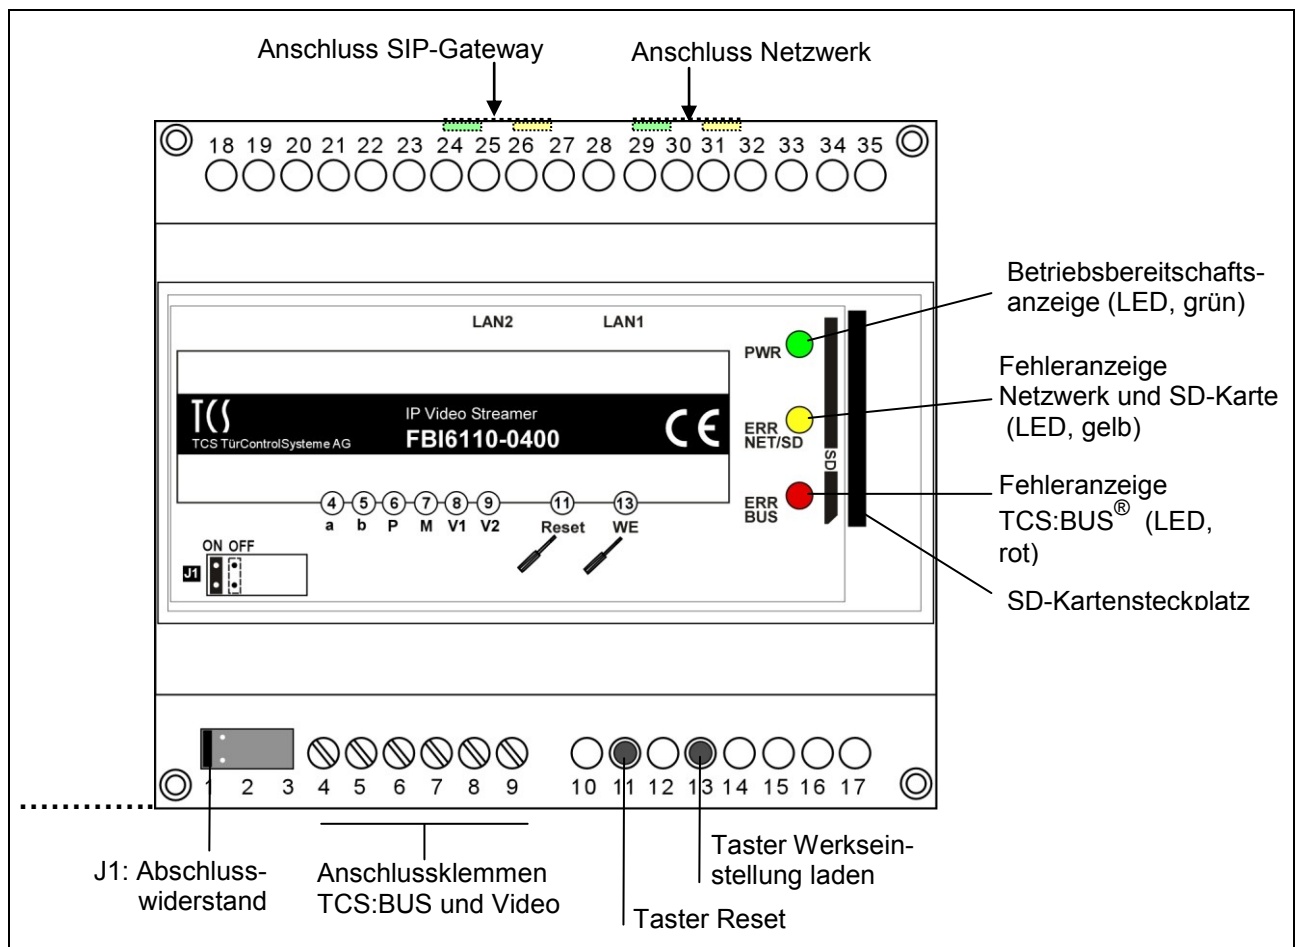 Anschluss SIP-Gateway
Anschluss Netzwerk
18 19 20 21 22 23 24 25 26 27 28 29 30 31 32 33 34 35
Betriebsbereitschafts-
anzeige (LED, grün)
LAN2 LAN1
PWR
Fehleranzeige
Netzwerk und SD-Karte
(LED, gelb)
TCS
TCS TürControlSysteme AG
IP Video Streamer
FBI6110-0400
CE
ERR
NET/SD
SD
Fehleranzeige
TCS:BUS® (LED,
rot)
ERR
BUS
4 5 6 7 8 9 11 13
a b P M V1 V2 Reset WE
ON OFF
J1
SD-Kartensteckplatz
1 2 3 4 5 6 7 8 9 10 11 12 13 14 15 16 17
J1: Abschluss-
widerstand
Anschlussklemmen
TCS:BUS und Video
Taster Werksein-
stellung laden
Taster Reset